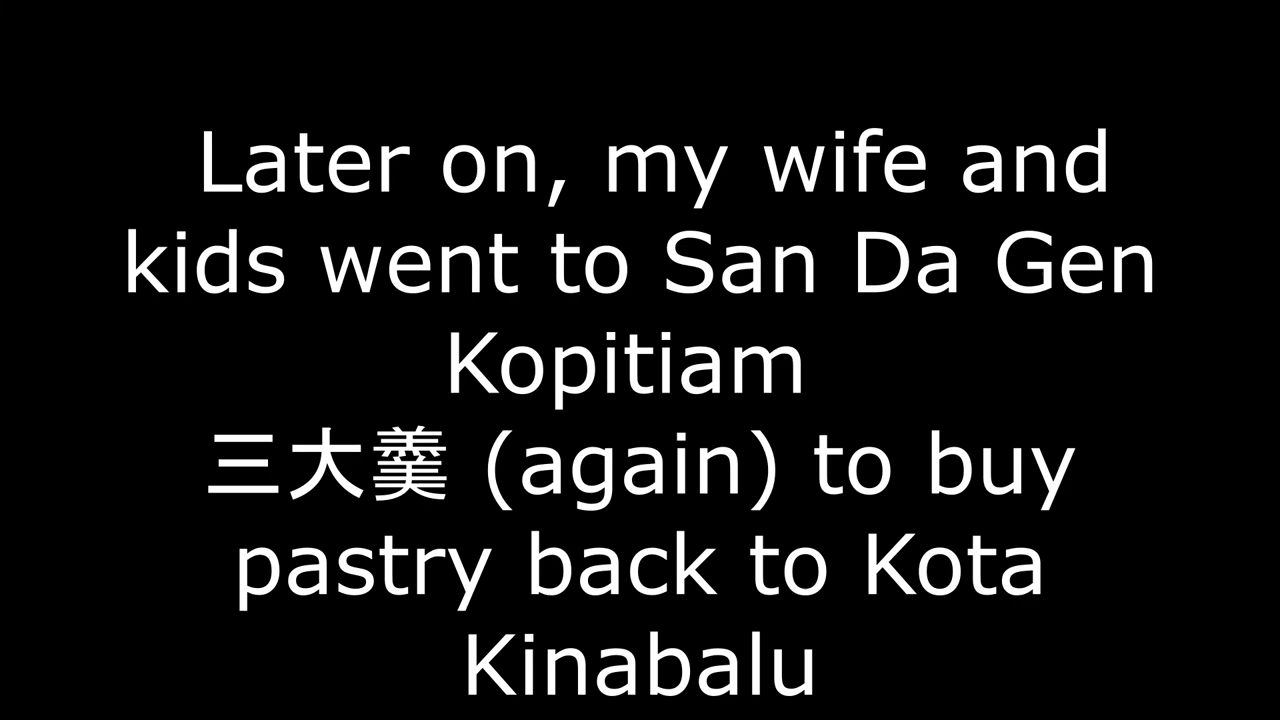 Later on, my wife and
kids went to San Da Gen
Kopitiam
三大羹 (again) to buy
pastry back to Kota
Kinabalu